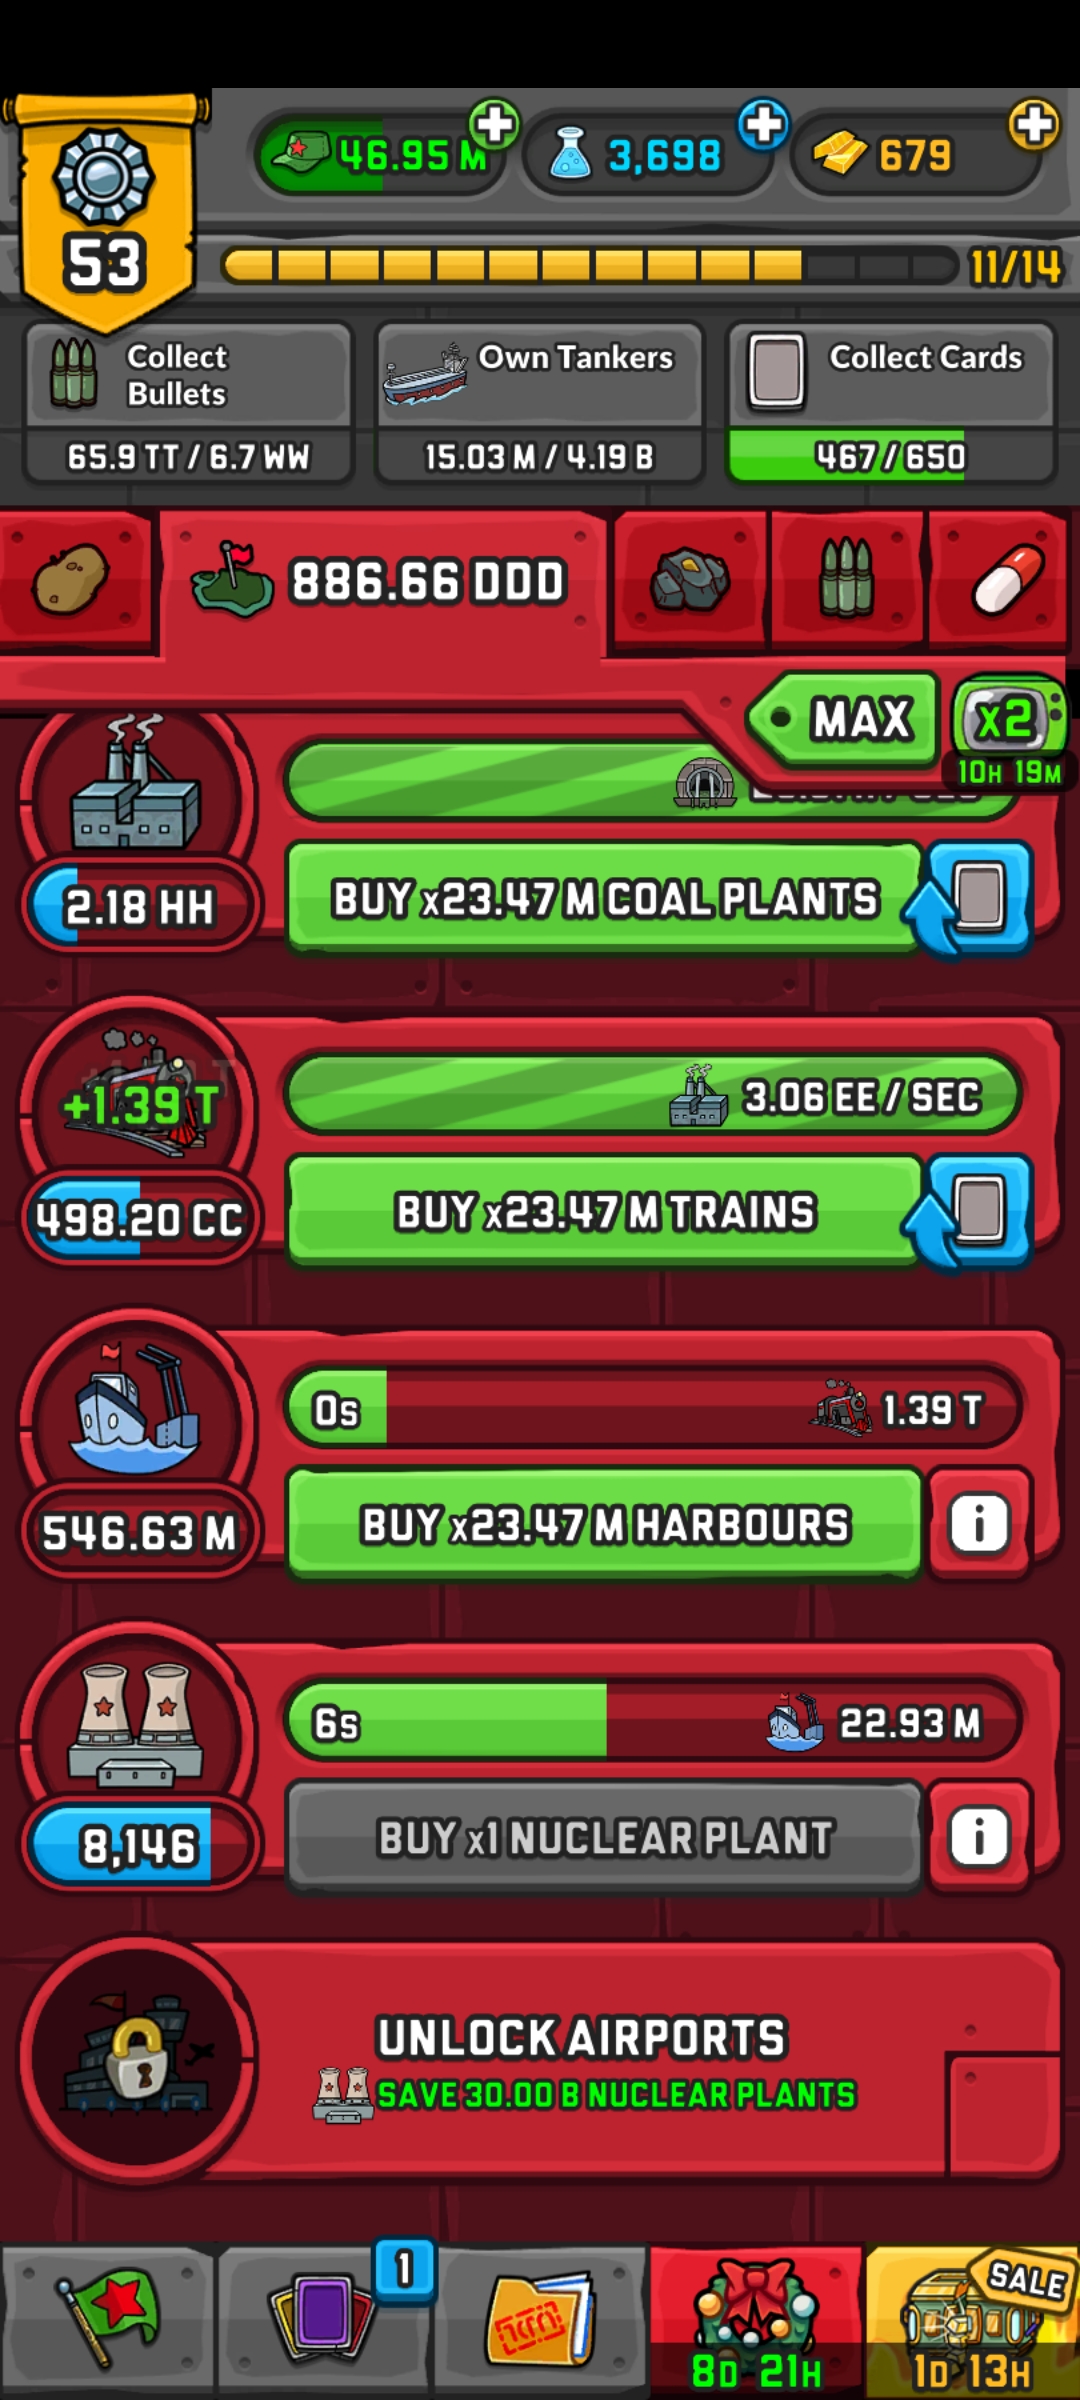 46.95 M
3,698
679
53
11/14
Collect
Bullets
Own Tankers
Collect Cards
65.9 TT / 6.7 WW
15.03 M / 4.19 B
467 / 650
886.66 DDD
MAX
x2
10H 19M
2.18 HH
BUY x23.47 M COAL PLANTS
+1.39 T
3.06 EE / SEC
498.20 CC
BUY x23.47 M TRAINS
0s
1.39 T
546.63 M
BUY x23.47 M HARBOURS
i
6s
22.93 M
8,146
BUY x1 NUCLEAR PLANT
i
UNLOCK AIRPORTS
SAVE 30.00 B NUCLEAR PLANTS
1
SALE
8D 21H
1D 13H